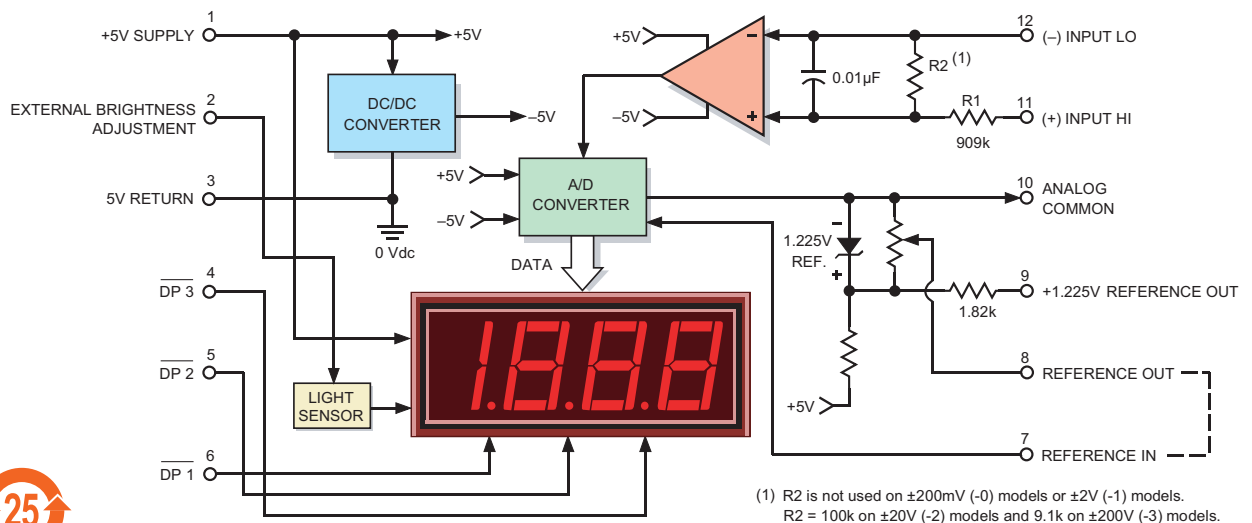 1
+5V SUPPLY
+5V
2
EXTERNAL BRIGHTNESS
ADJUSTMENT
DC/DC
CONVERTER
–5V
3
5V RETURN
0 Vdc
4
DP 3
5
DP 2
6
DP 1
LIGHT
SENSOR
+5V
–5V
–
+
0.01µF
R2 (1)
R1
909k
12
(–) INPUT LO
11
(+) INPUT HI
+5V
–5V
A/D
CONVERTER
DATA
1.8.8.8
10
ANALOG
COMMON
–
1.225V
REF.
+
9
+1.225V REFERENCE OUT
1.82k
8
REFERENCE OUT
+5V
7
REFERENCE IN
25
(1) R2 is not used on ±200mV (-0) models or ±2V (-1) models.
R2 = 100k on ±20V (-2) models and 9.1k on ±200V (-3) models.